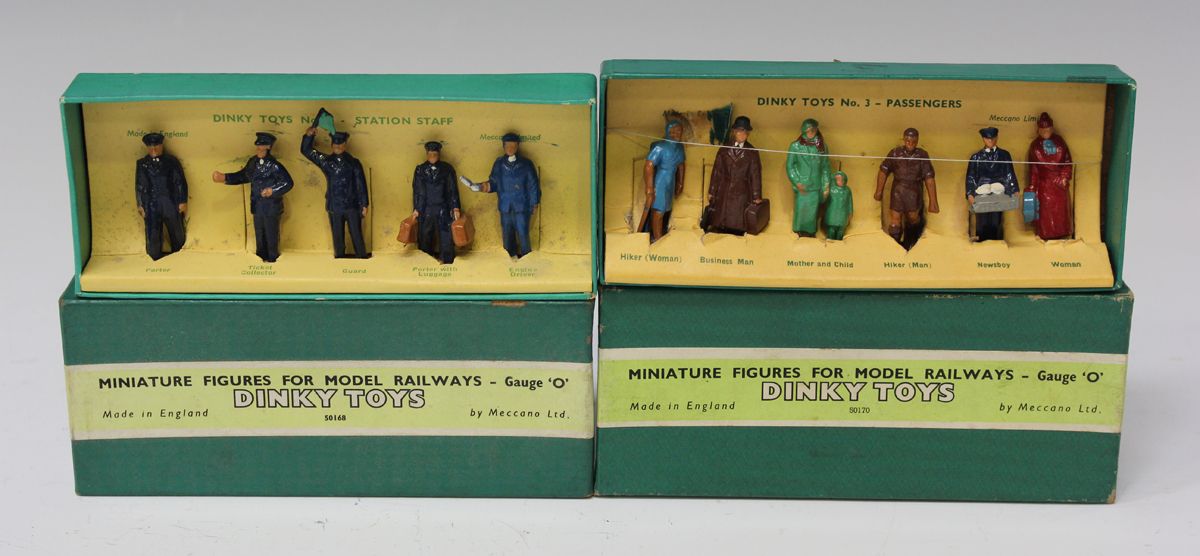 DINKY TOYS No. - STATION STAFF
Made in England
Meccano Limited
Porter
Ticket Collector
Guard
Porter with Luggage
Engine Driver
DINKY TOYS No. 3 – PASSENGERS
Meccano Limi
Hiker (Woman)
Business Man
Mother and Child
Hiker (Man)
Newsboy
Woman
MINIATURE FIGURES FOR MODEL RAILWAYS – Gauge 'O'
DINKY TOYS
Made in England
50168
by Meccano Ltd.
MINIATURE FIGURES FOR MODEL RAILWAYS – Gauge 'O'
DINKY TOYS
Made in England
50170
by Meccano Ltd.